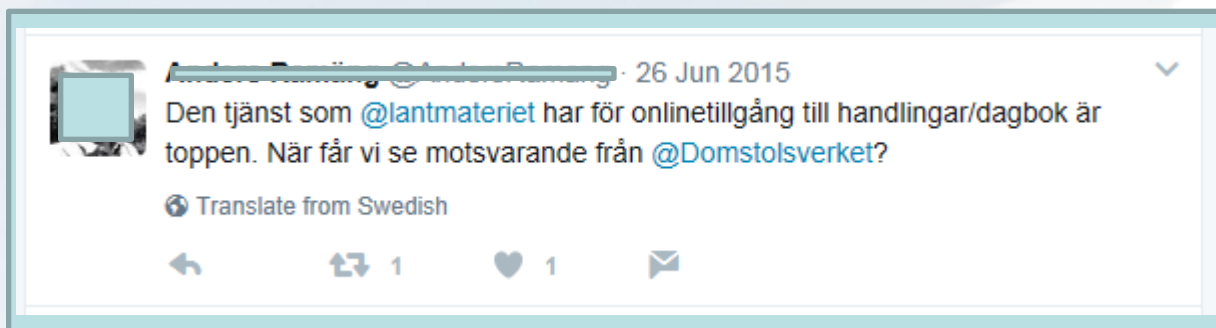 · 26 Jun 2015
Den tjänst som @lantmateriet har för onlinetillgång till handlingar/dagbok är
toppen. När får vi se motsvarande från @Domstolsverket?
Translate from Swedish
1 1